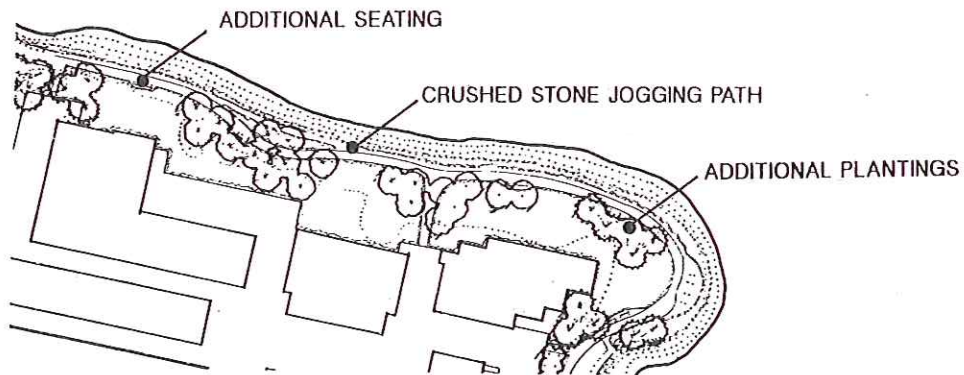 ADDITIONAL SEATING
CRUSHED STONE JOGGING PATH
ADDITIONAL PLANTINGS